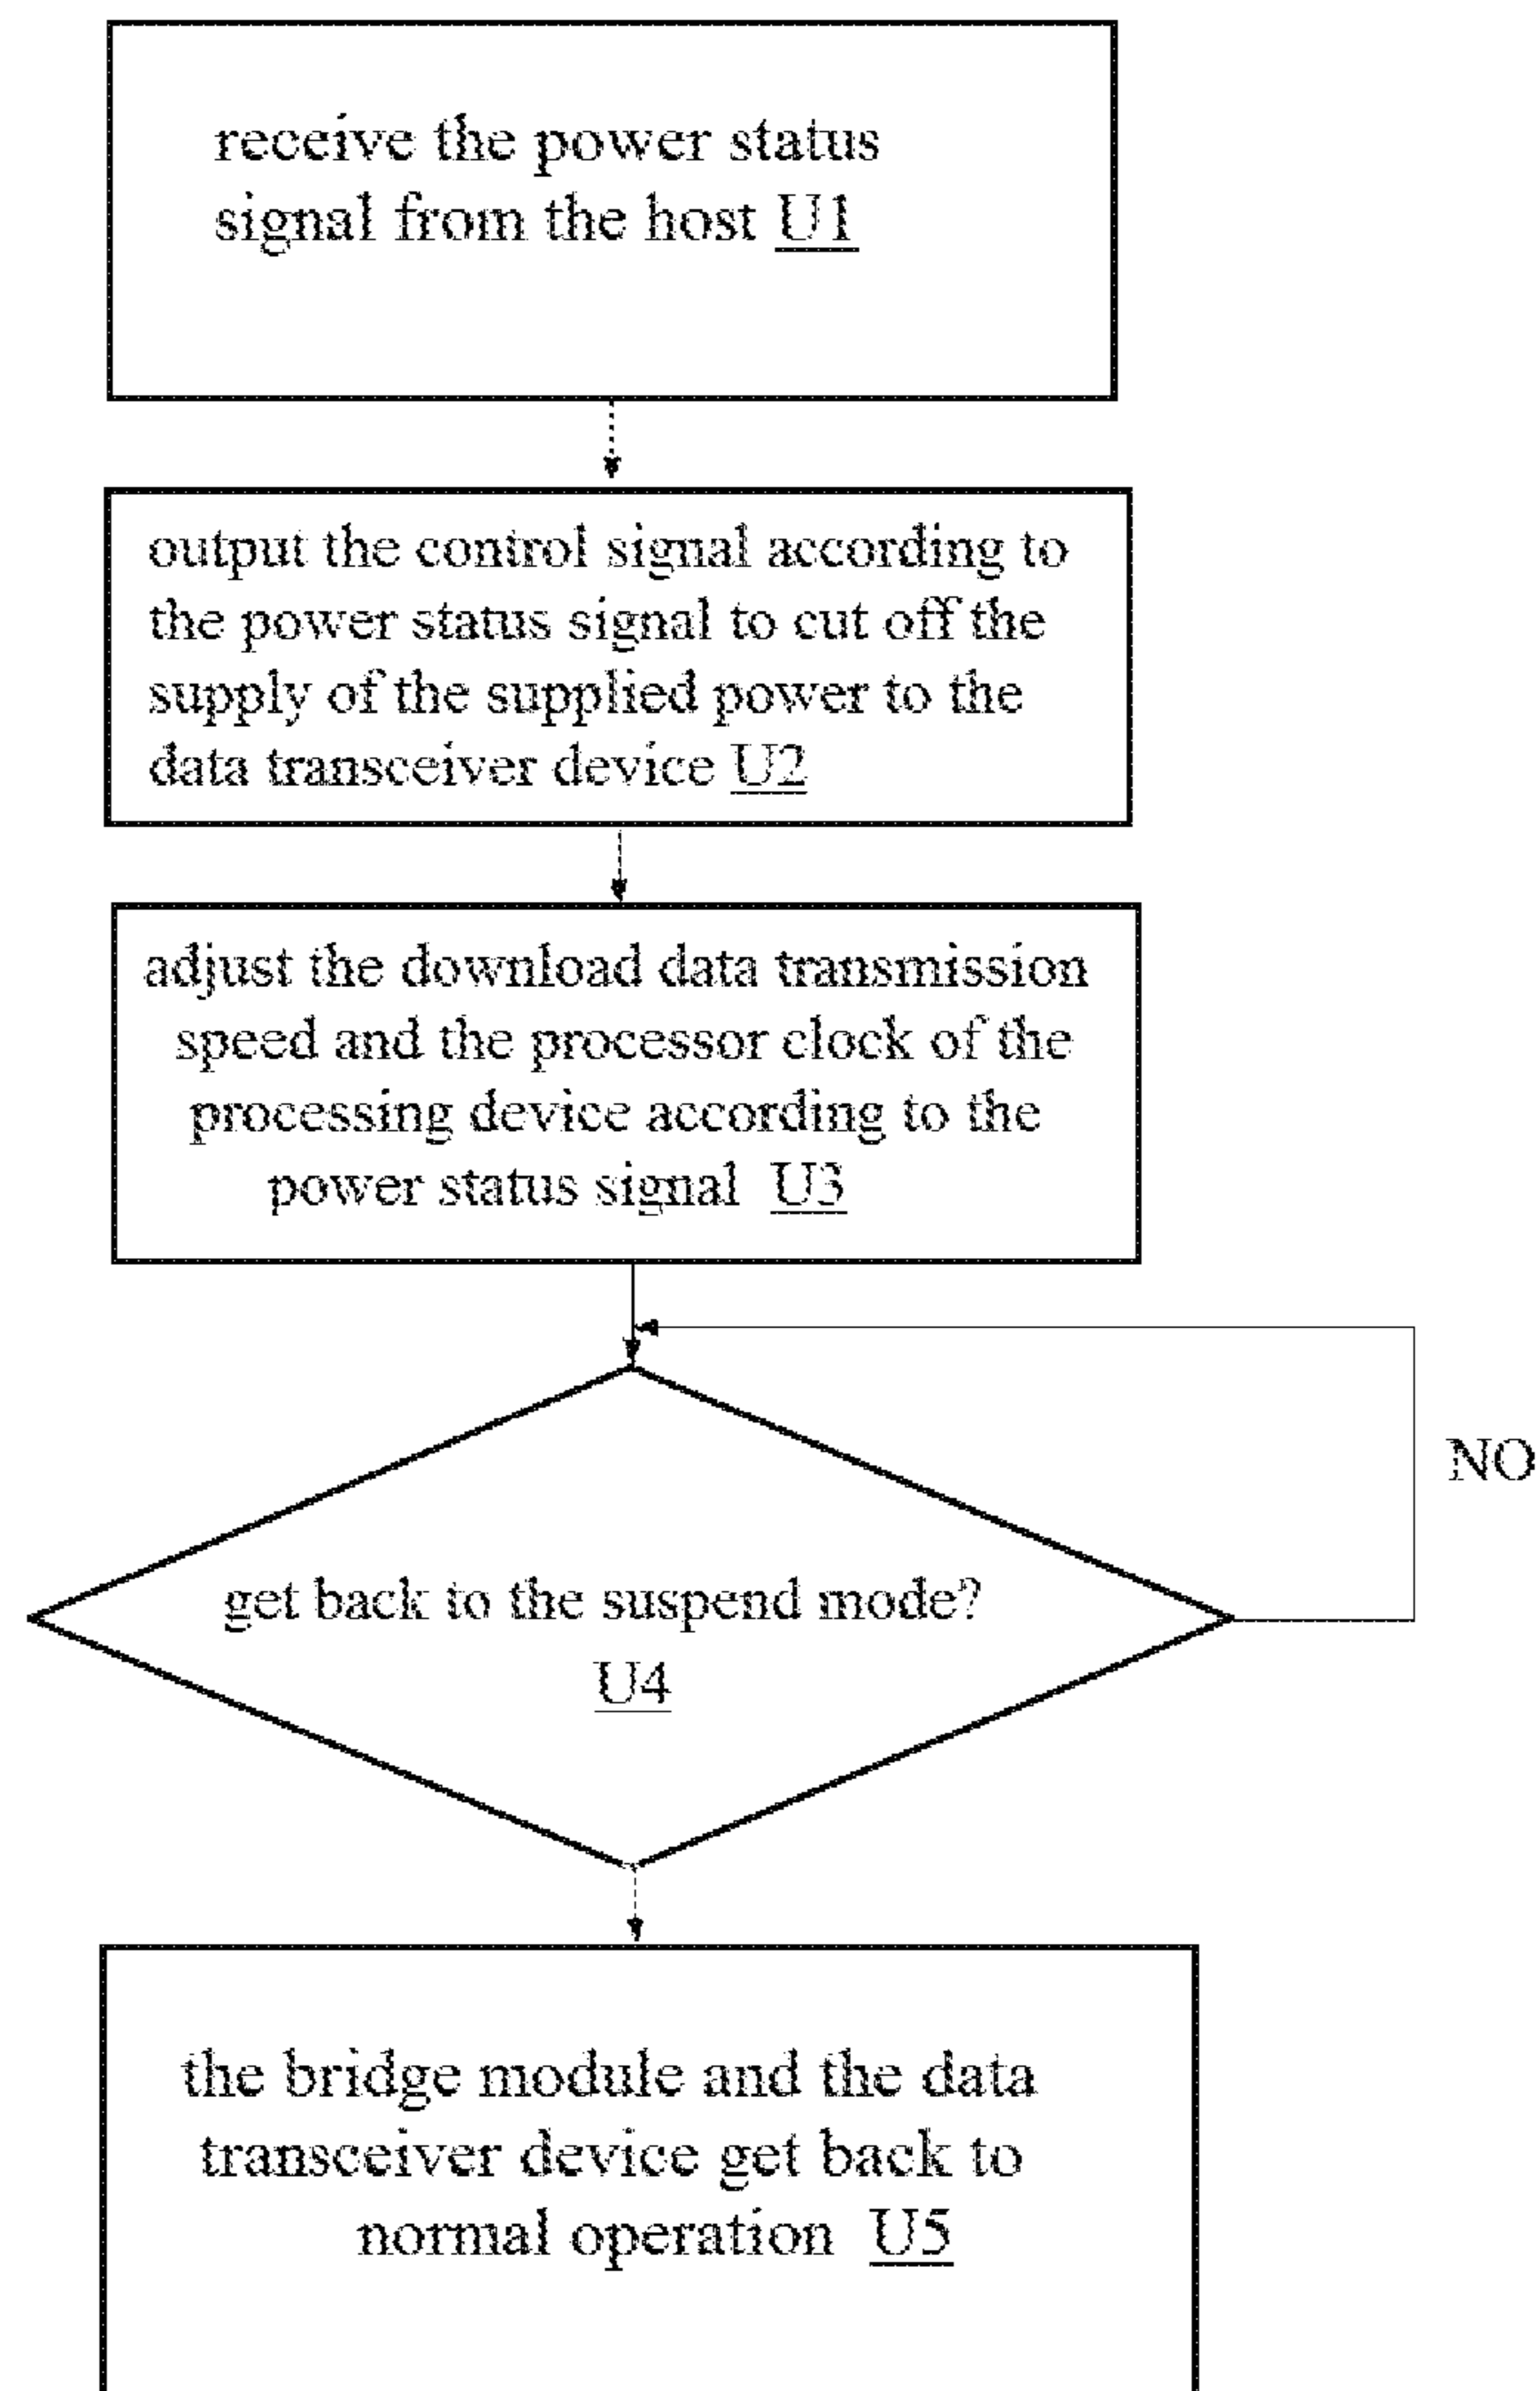 receive the power status
signal from the host U1
output the control signal according to
the power status signal to cut off the
supply of the supplied power to the
data transceiver device U2
adjust the download data transmission
speed and the processor clock of the
processing device according to the
power status signal U3
NO
get back to the suspend mode?
U4
the bridge module and the data
transceiver device get back to
normal operation U5